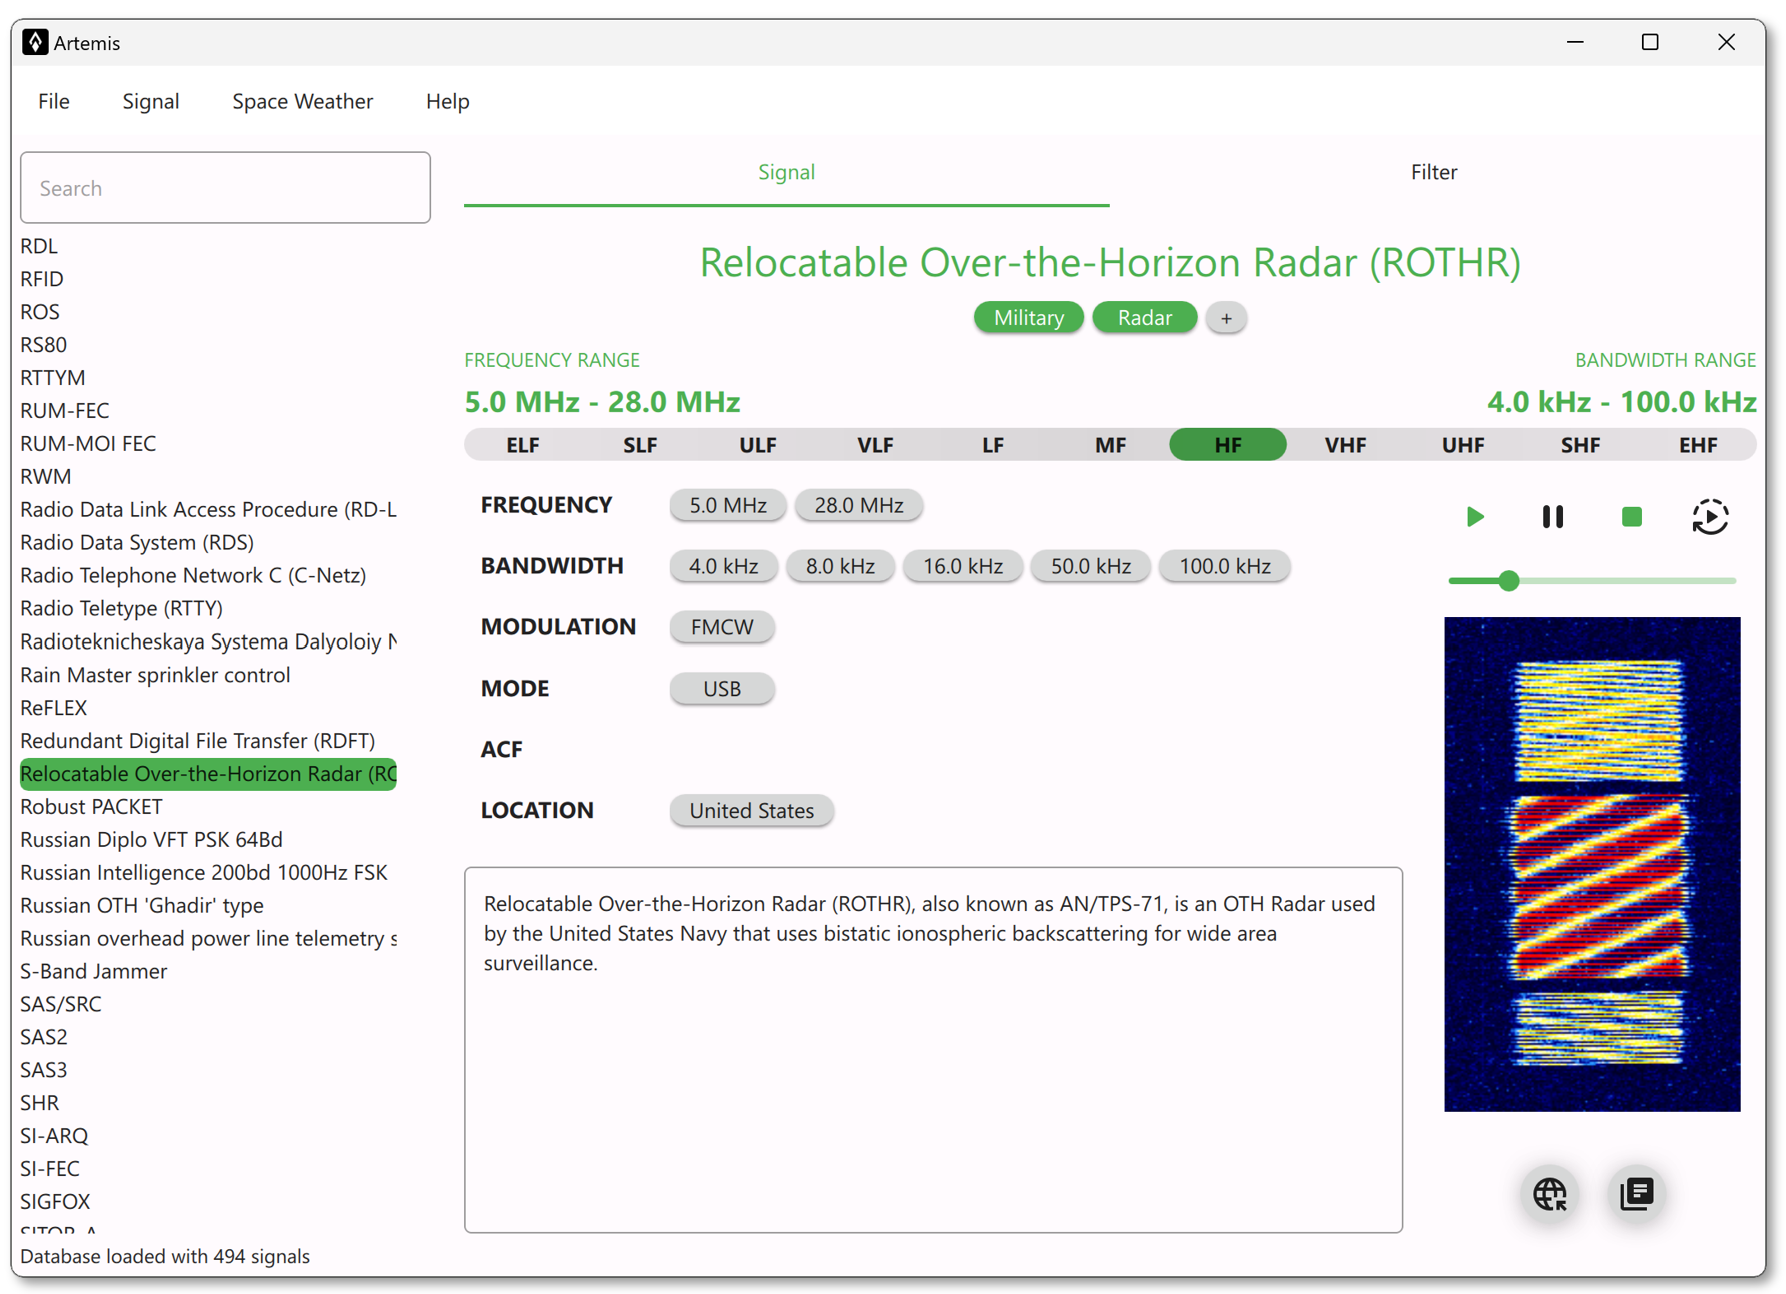 Artemis
File Signal Space Weather Help
Search
RDL
RFID
ROS
RS80
RTTYM
RUM-FEC
RUM-MOI FEC
RWM
Radio Data Link Access Procedure (RD-L
Radio Data System (RDS)
Radio Telephone Network C (C-Netz)
Radio Teletype (RTTY)
Radioteknicheskaya Systema Dalyoloiy N
Rain Master sprinkler control
ReFLEX
Redundant Digital File Transfer (RDFT)
Relocatable Over-the-Horizon Radar (RO
Robust PACKET
Russian Diplo VFT PSK 64Bd
Russian Intelligence 200bd 1000Hz FSK
Russian OTH 'Ghadir' type
Russian overhead power line telemetry s
S-Band Jammer
SAS/SRC
SAS2
SAS3
SHR
SI-ARQ
SI-FEC
SIGFOX
SITOR-A
Database loaded with 494 signals
Signal Filter
Relocatable Over-the-Horizon Radar (ROTHR)
Military Radar +
FREQUENCY RANGE BANDWIDTH RANGE
5.0 MHz - 28.0 MHz 4.0 kHz - 100.0 kHz
ELF SLF ULF VLF LF MF HF VHF UHF SHF EHF
FREQUENCY 5.0 MHz 28.0 MHz
BANDWIDTH 4.0 kHz 8.0 kHz 16.0 kHz 50.0 kHz 100.0 kHz
MODULATION FMCW
MODE USB
ACF
LOCATION United States
Relocatable Over-the-Horizon Radar (ROTHR), also known as AN/TPS-71, is an OTH Radar used
by the United States Navy that uses bistatic ionospheric backscattering for wide area
surveillance.